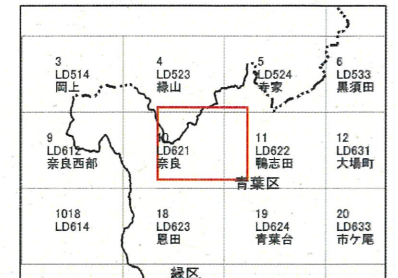 3
LD514
岡上
4
LD523
緑山
5
LD524
寺家
6
LD533
黒須田
9
LD612
奈良西部
10
LD621
奈良
11
LD622
鴨志田
12
LD631
大場町
青葉区
1018
LD614
18
LD623
恩田
19
LD624
青葉台
20
LD633
市ケ尾
緑区